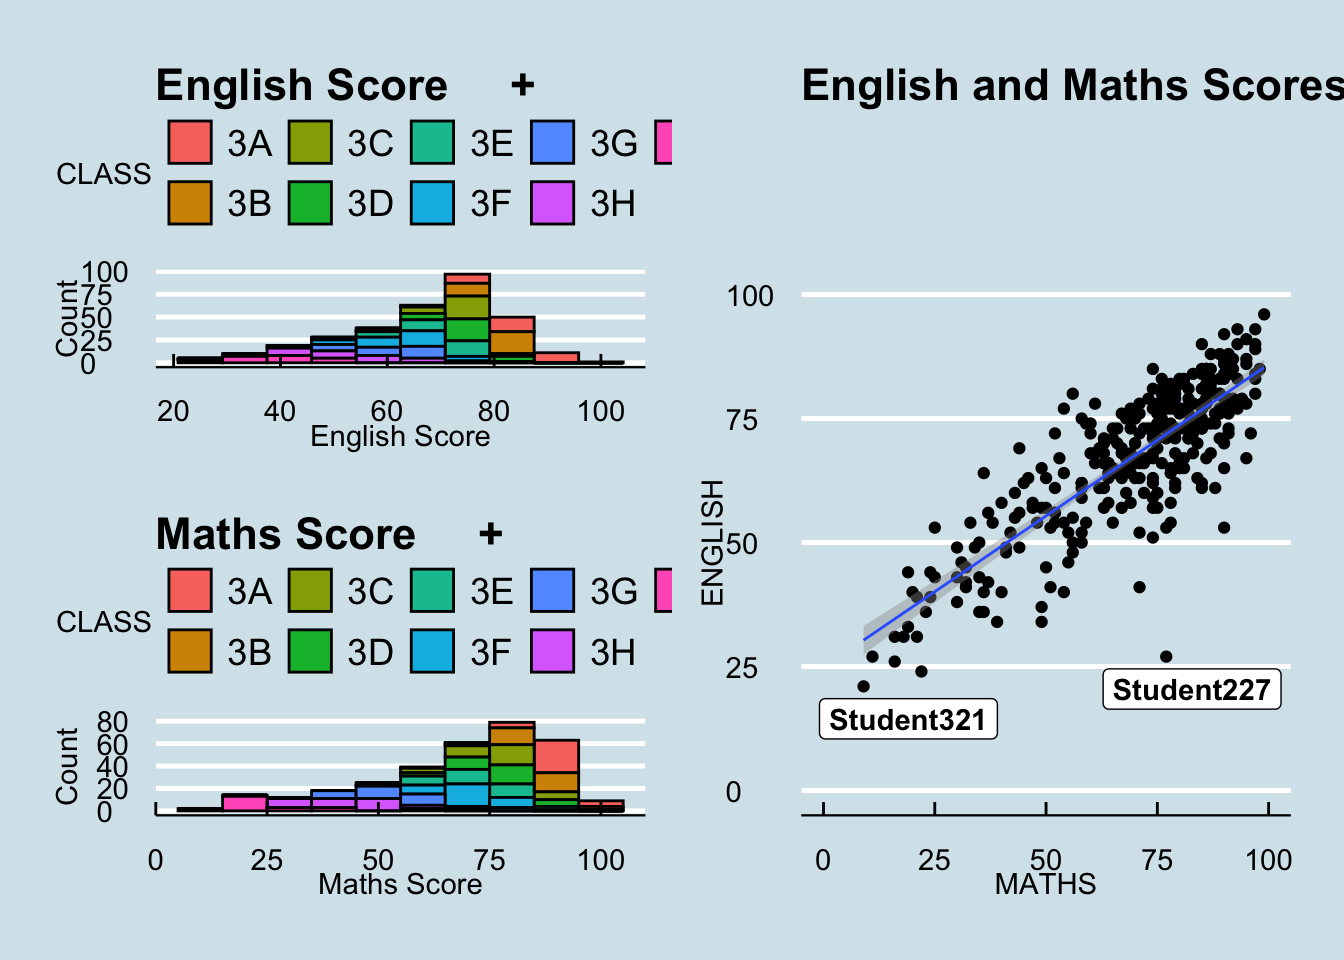 English Score +
CLASS
3A 3C 3E 3G
3B 3D 3F 3H
Count
100
75
50
25
0
20 40 60 80 100
English Score
Maths Score +
CLASS
3A 3C 3E 3G
3B 3D 3F 3H
Count
80
60
40
20
0
0 25 50 75 100
Maths Score
English and Maths Scores
ENGLISH
100
75
50
25
0
Student227
Student321
0 25 50 75 100
MATHS